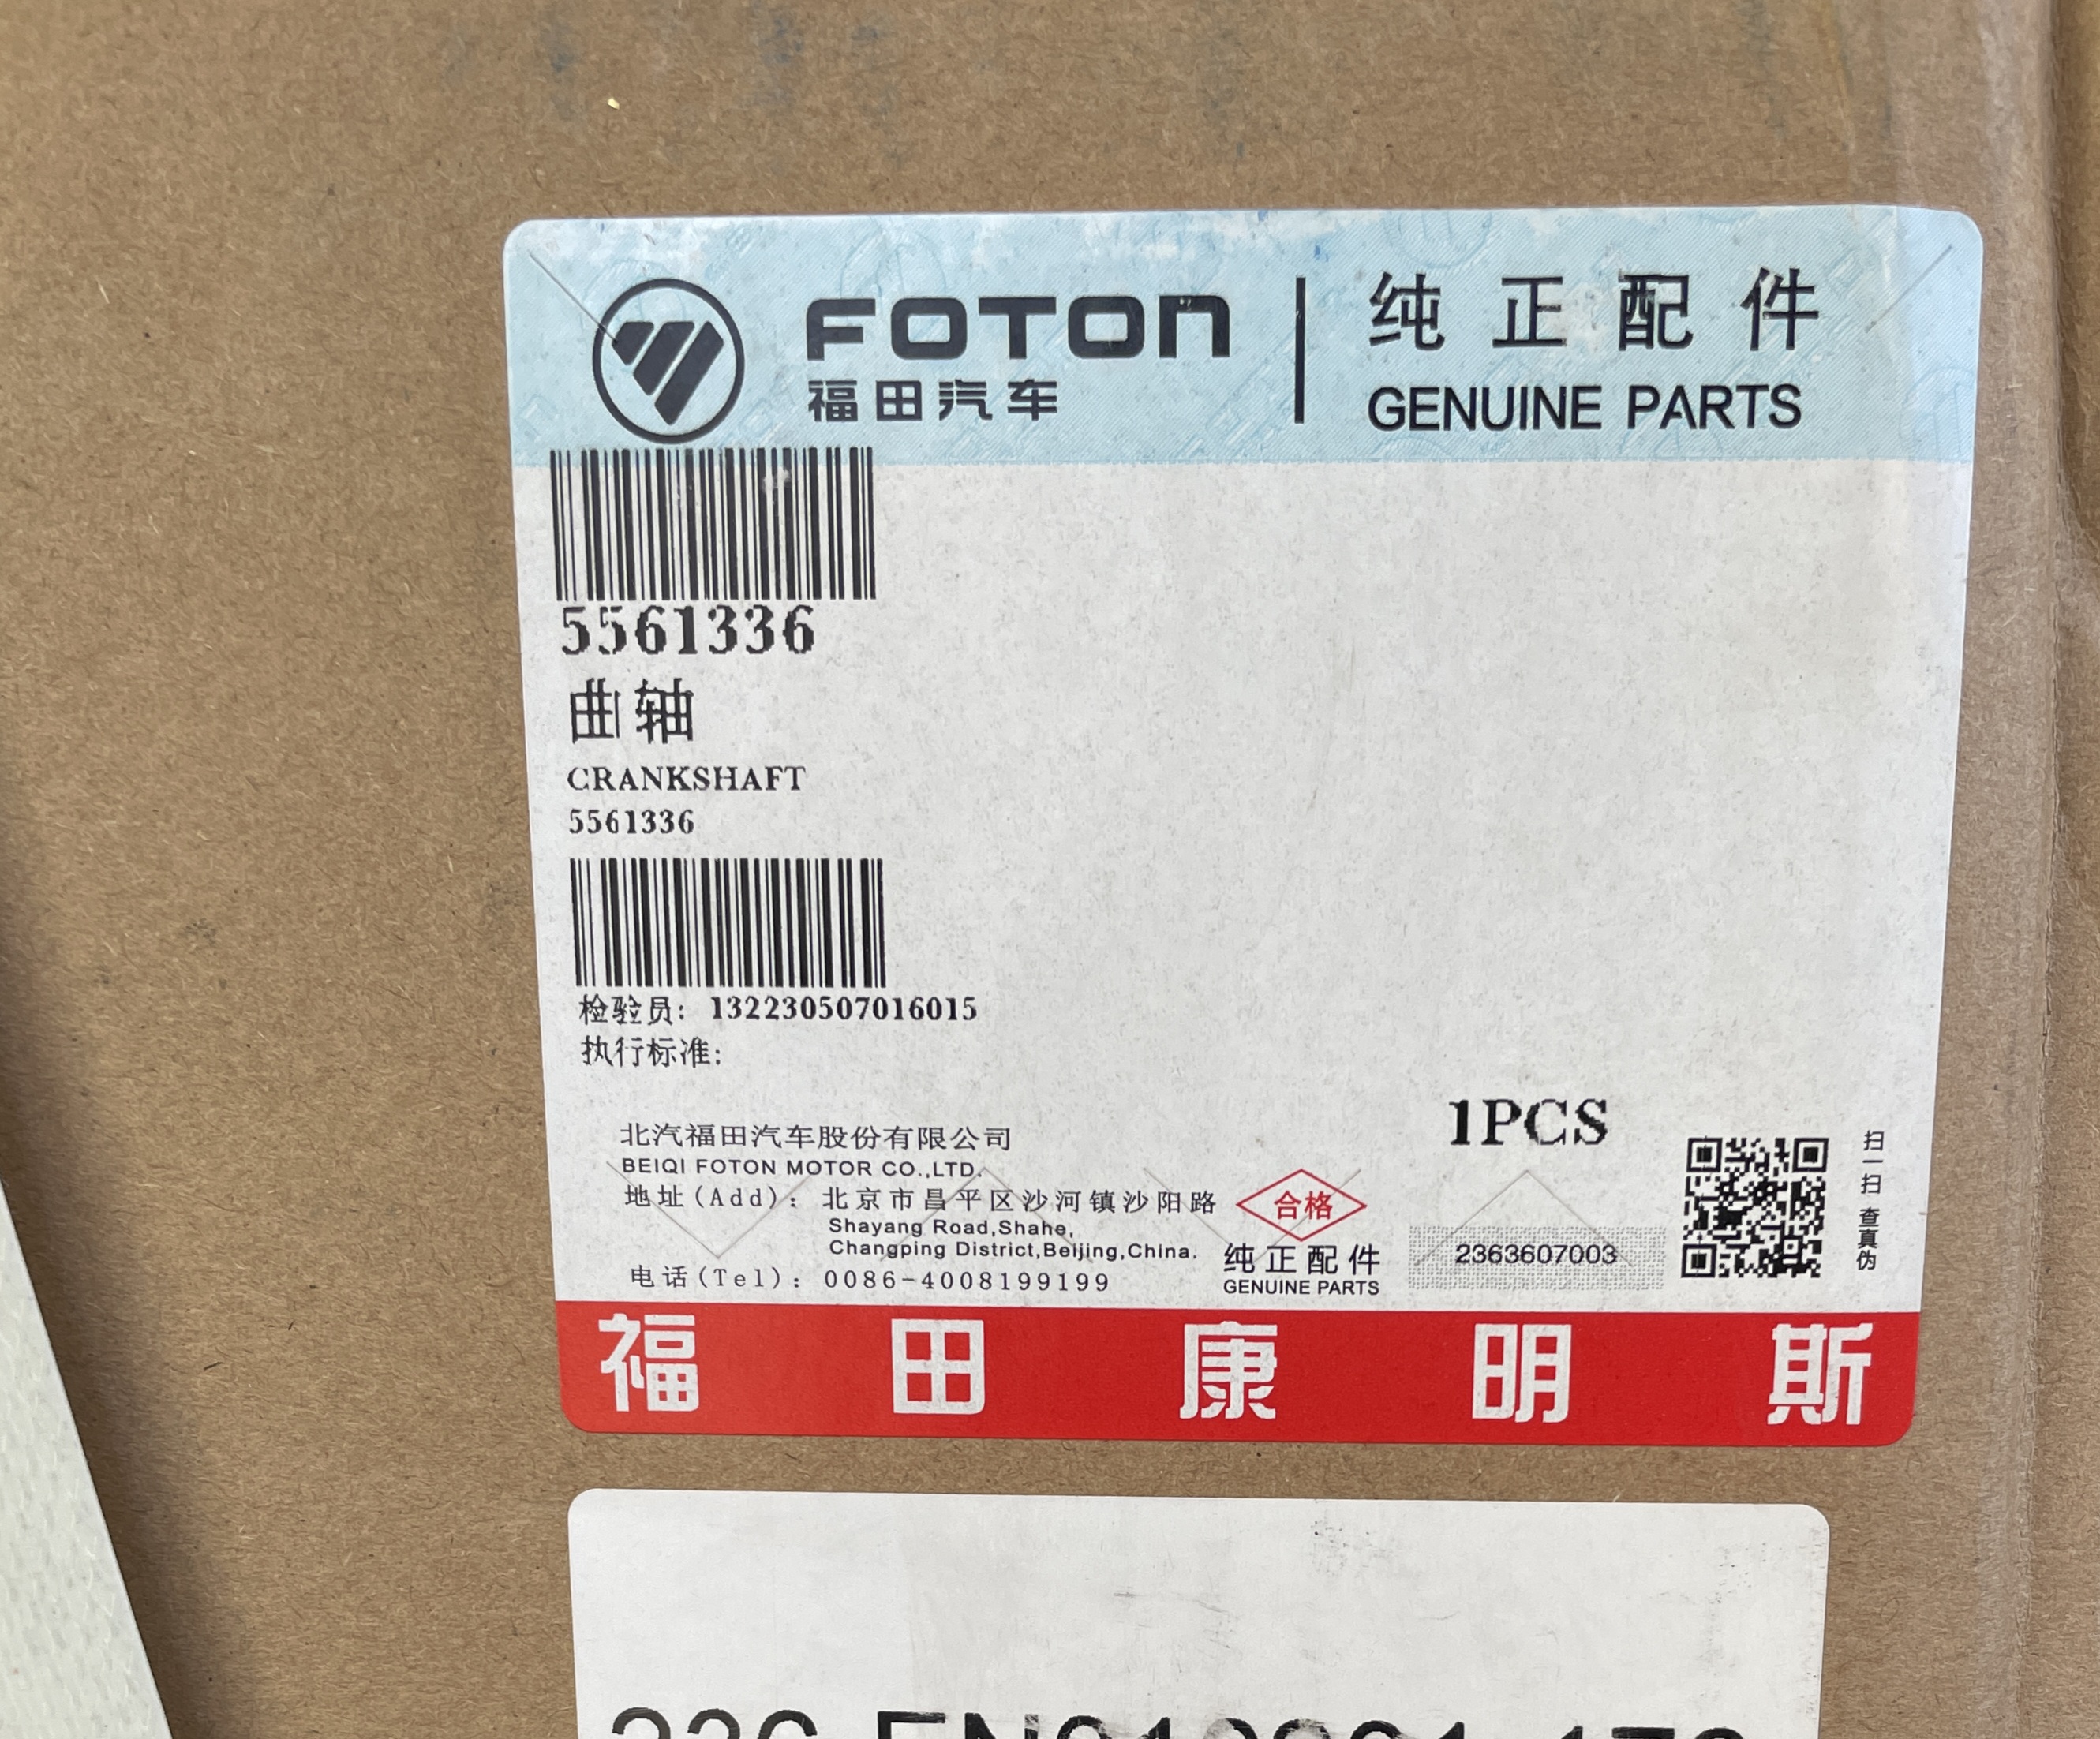 FOTON
福田汽车
纯正配件
GENUINE PARTS
5561336
曲轴
CRANKSHAFT
5561336
检验员: 132230507016015
执行标准:
北汽福田汽车股份有限公司
BEIQI FOTON MOTOR CO.,LTD.
地址(Add): 北京市昌平区沙河镇沙阳路
Shayang Road,Shahe,
Changping District,Beijing,China.
电话(Tel): 0086-4008199199
合格
纯正配件
GENUINE PARTS
1PCS
2363607003
扫一扫 查真伪
福田康明斯